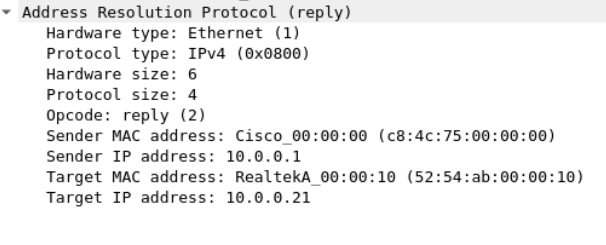 Address Resolution Protocol (reply)
Hardware type: Ethernet (1)
Protocol type: IPv4 (0x0800)
Hardware size: 6
Protocol size: 4
Opcode: reply (2)
Sender MAC address: Cisco_00:00:00 (c8:4c:75:00:00:00)
Sender IP address: 10.0.0.1
Target MAC address: RealtekA_00:00:10 (52:54:ab:00:00:10)
Target IP address: 10.0.0.21